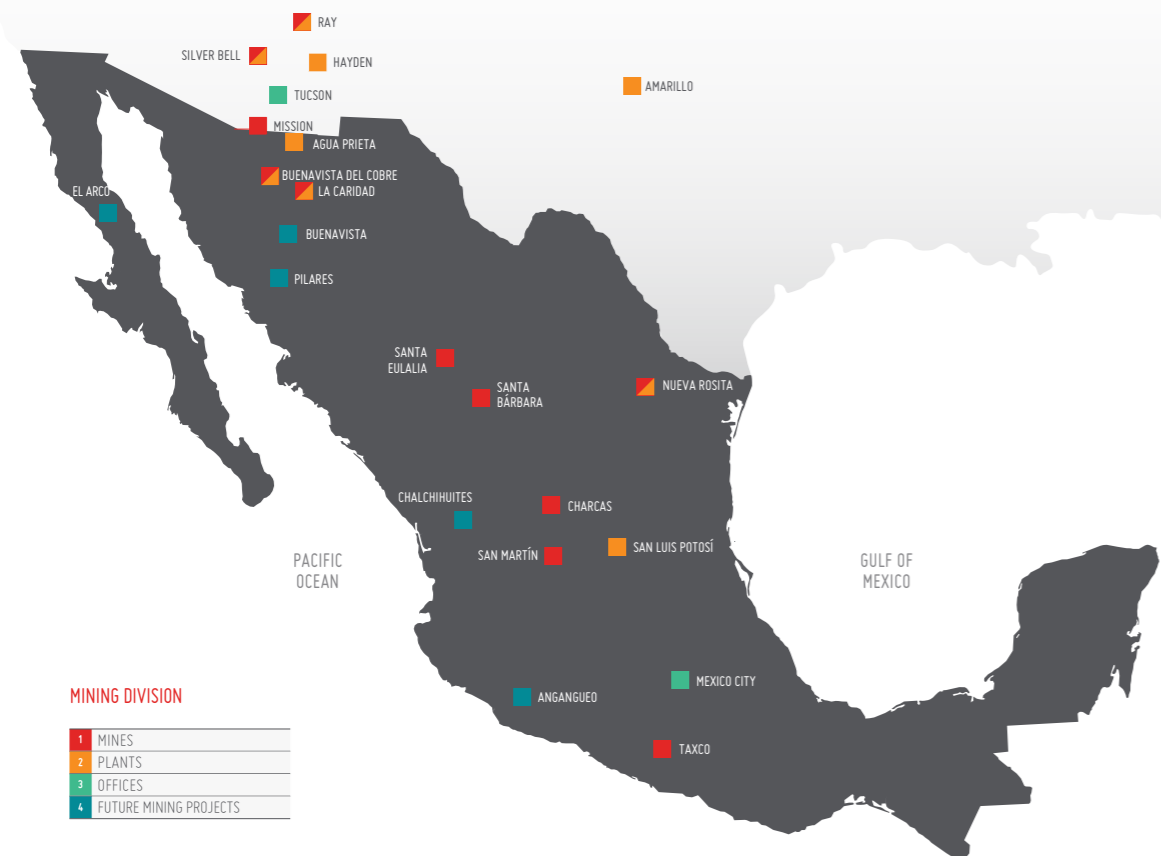 RAY
SILVER BELL
HAYDEN
AMARILLO
TUCSON
MISSION
AGUA PRIETA
BUENAVISTA DEL COBRE
EL ARCO
LA CARIDAD
BUENAVISTA
PILARES
SANTA
EULALIA
SANTA
BÁRBARA
NUEVA ROSITA
CHALCHIHUITES
CHARCAS
SAN MARTÍN
SAN LUIS POTOSÍ
PACIFIC
OCEAN
GULF OF
MEXICO
MEXICO CITY
ANGANGUEO
TAXCO
MINING DIVISION
1 MINES
2 PLANTS
3 OFFICES
4 FUTURE MINING PROJECTS